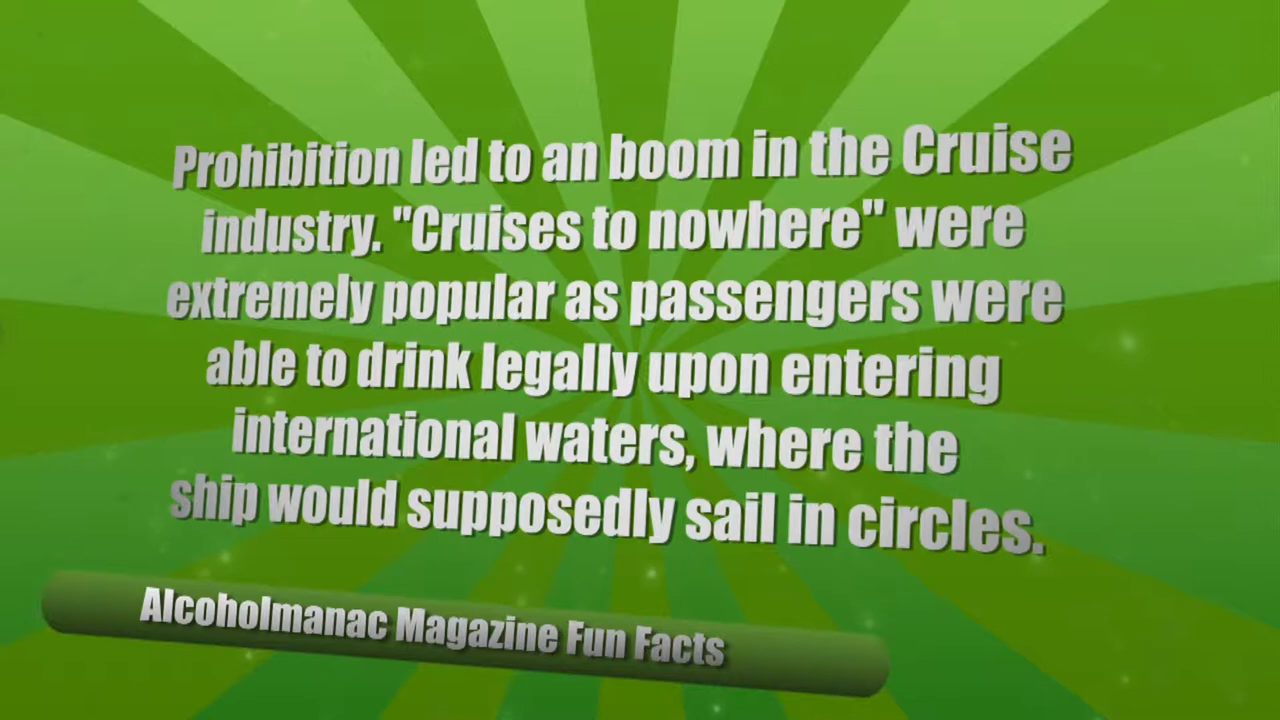 Prohibition led to an boom in the Cruise
industry. "Cruises to nowhere" were
extremely popular as passengers were
able to drink legally upon entering
international waters, where the
ship would supposedly sail in circles.
Alcoholmanac Magazine Fun Facts